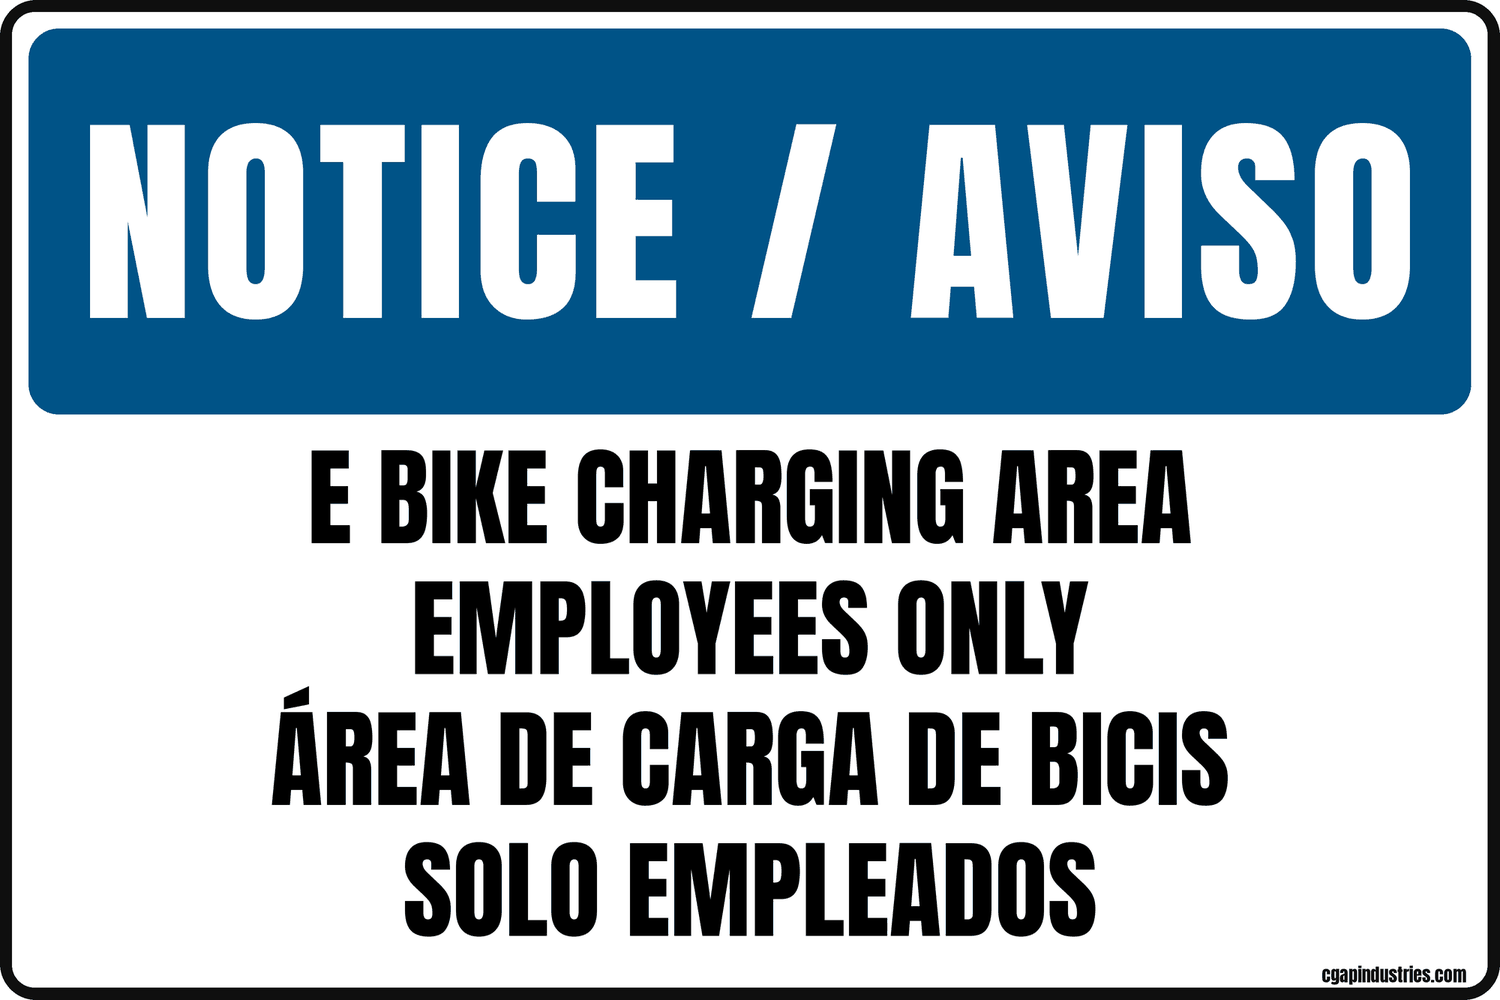 NOTICE / AVISO
E BIKE CHARGING AREA
EMPLOYEES ONLY
ÁREA DE CARGA DE BICIS
SOLO EMPLEADOS
cgapindustries.com